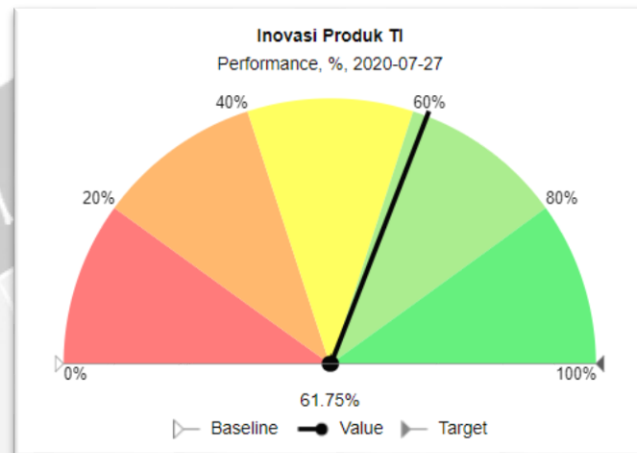 Inovasi Produk TI
Performance, %, 2020-07-27
40%
60%
20%
80%
0%
100%
61.75%
Baseline Value Target